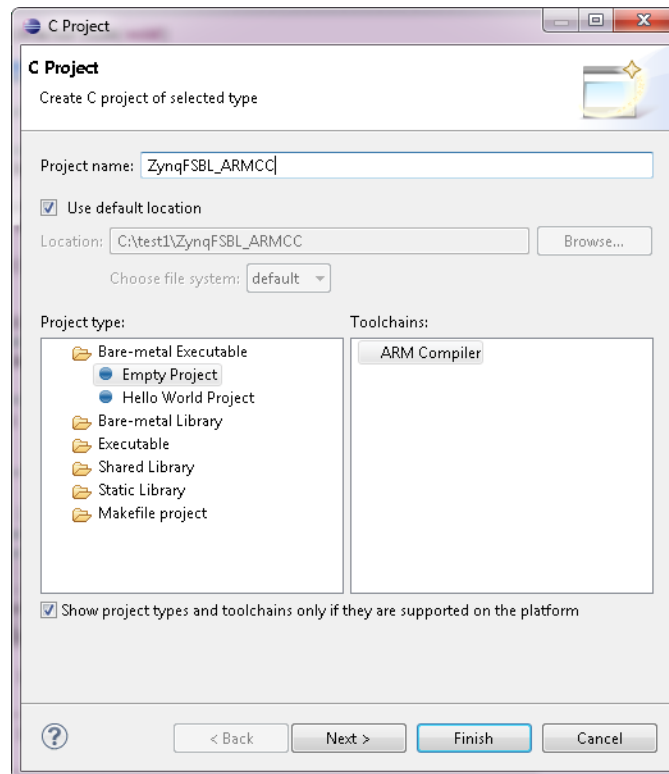 C Project
C Project
Create C project of selected type
Project name: ZynqFSBL_ARMCC
Use default location
Location: C:\test1\ZynqFSBL_ARMCC Browse...
Choose file system: default
Project type: Toolchains:
Bare-metal Executable ARM Compiler
Empty Project
Hello World Project
Bare-metal Library
Executable
Shared Library
Static Library
Makefile project
Show project types and toolchains only if they are supported on the platform
? < Back Next > Finish Cancel